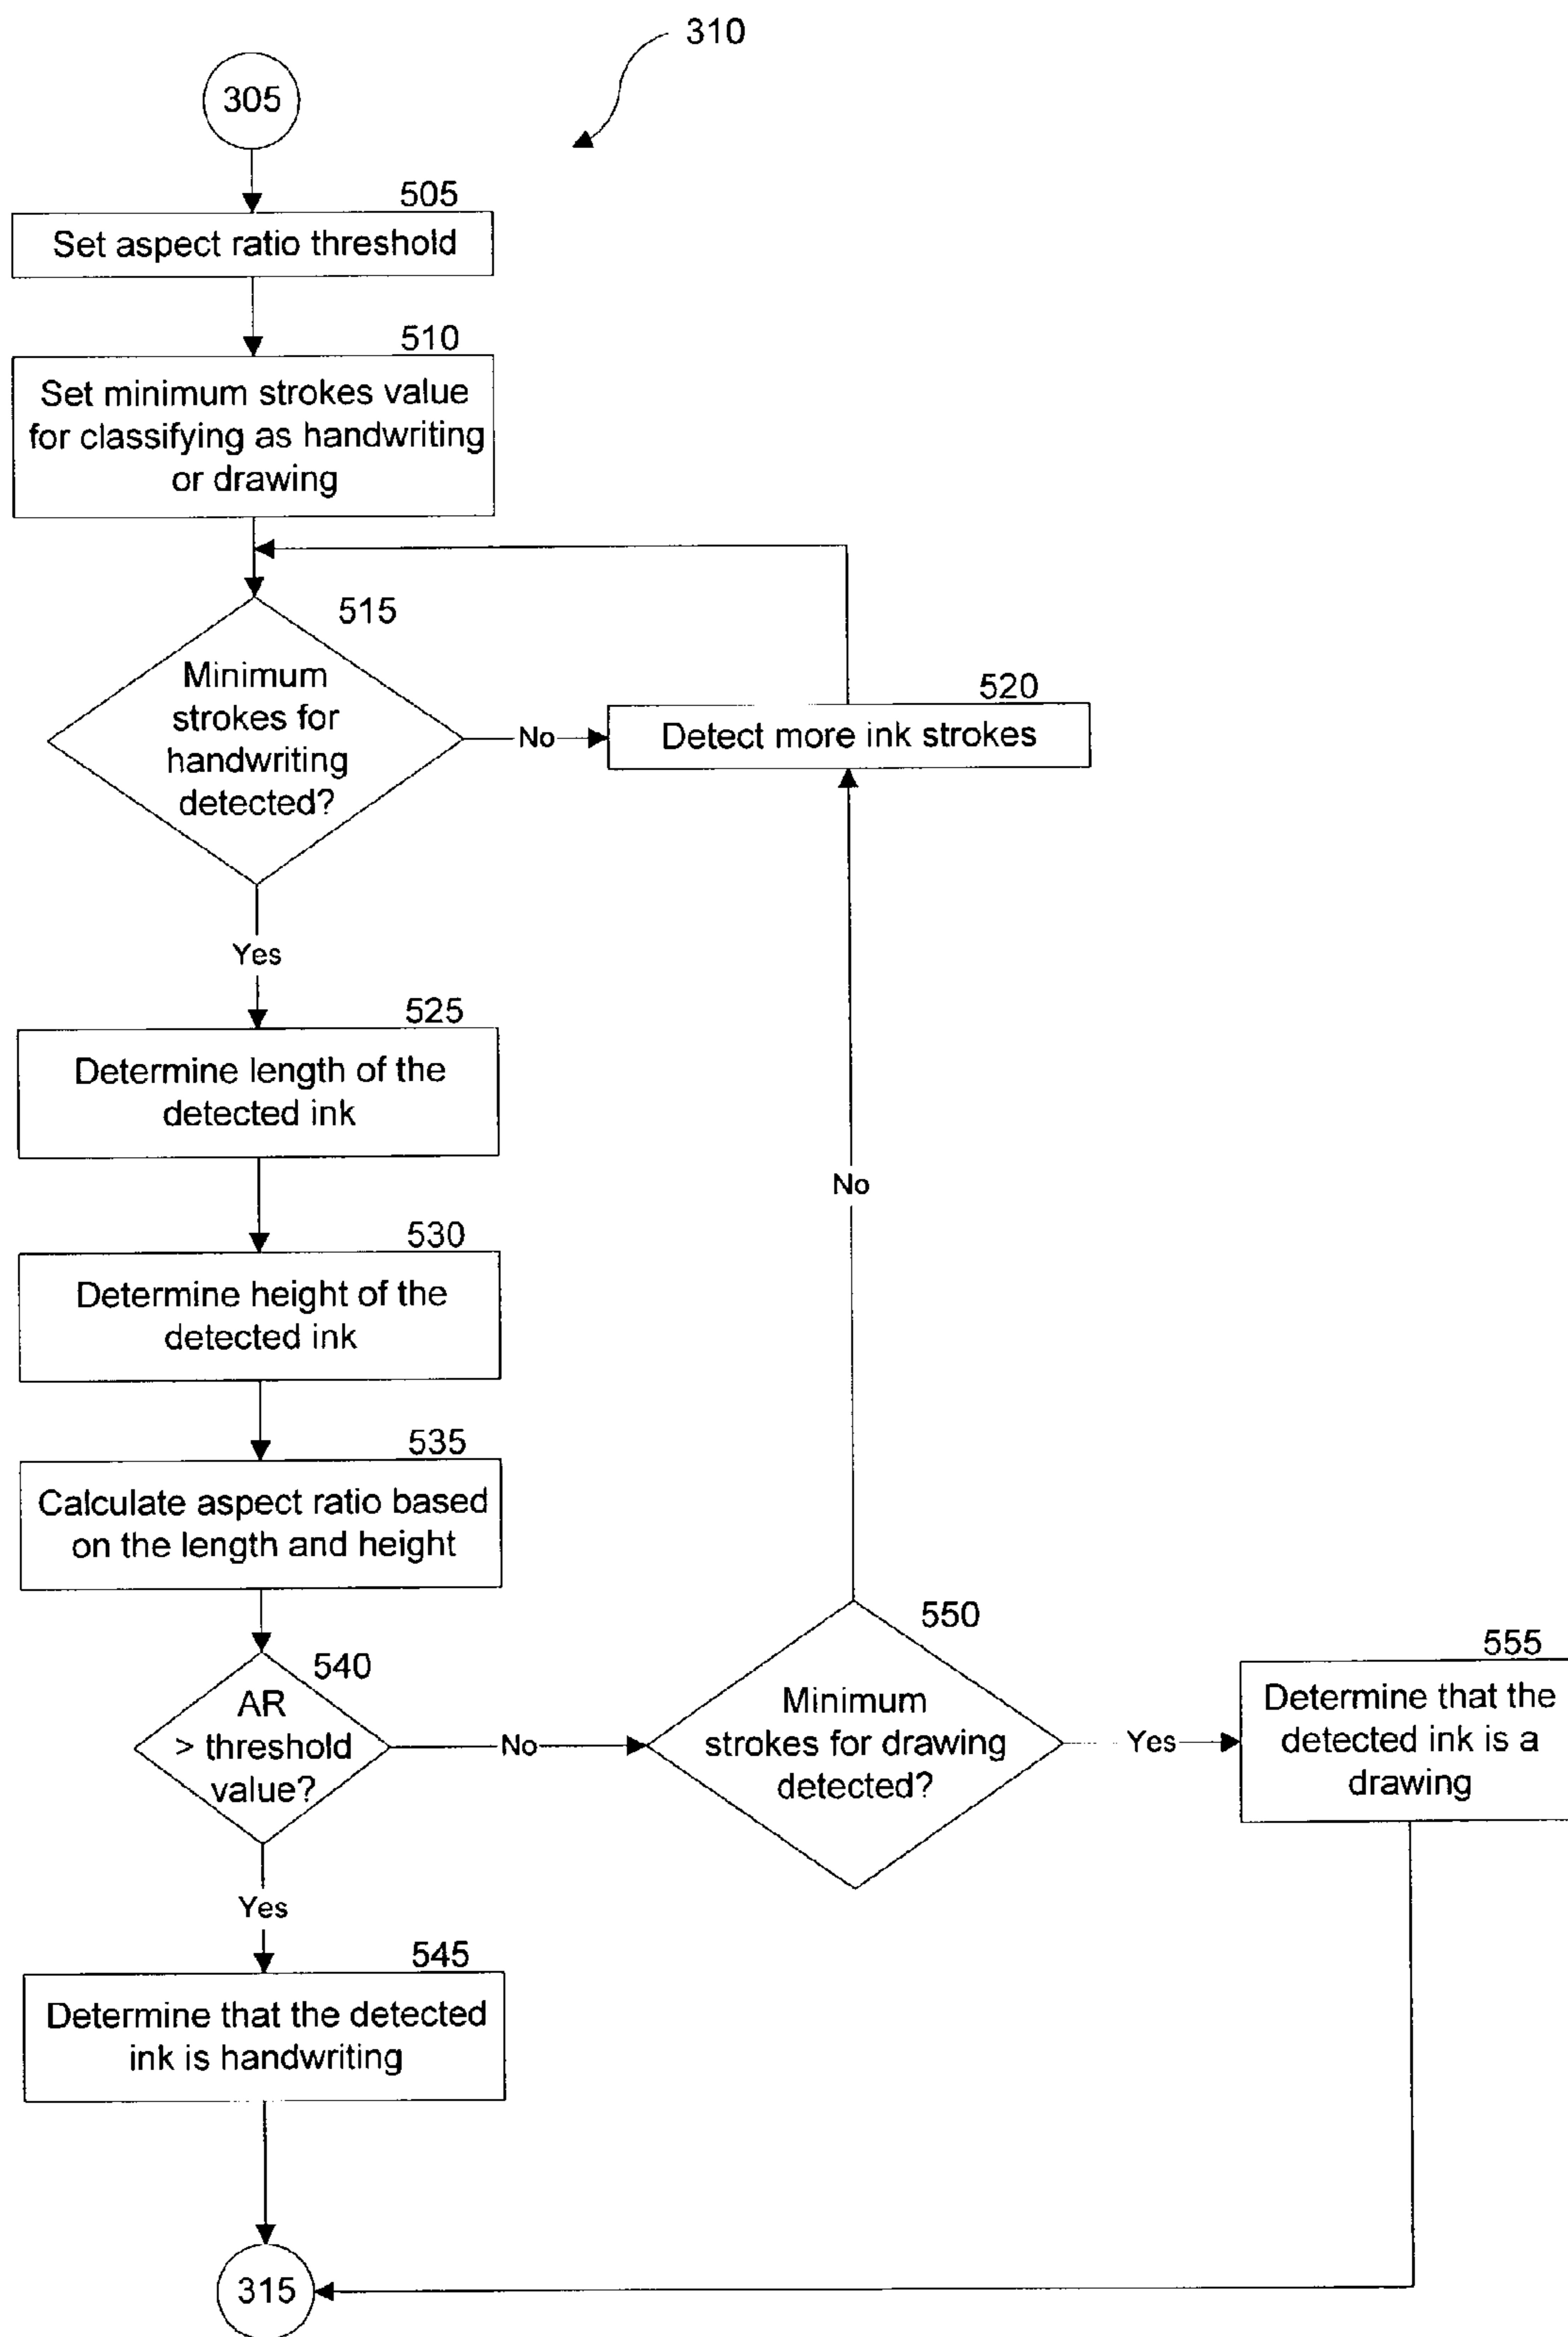 310
305
505
Set aspect ratio threshold
510
Set minimum strokes value
for classifying as handwriting
or drawing
515
Minimum
strokes for
handwriting
detected?
No
520
Detect more ink strokes
Yes
525
Determine length of the
detected ink
530
Determine height of the
detected ink
No
535
Calculate aspect ratio based
on the length and height
540
AR
> threshold
value?
No
550
Minimum
strokes for drawing
detected?
Yes
555
Determine that the
detected ink is a
drawing
Yes
545
Determine that the detected
ink is handwriting
315